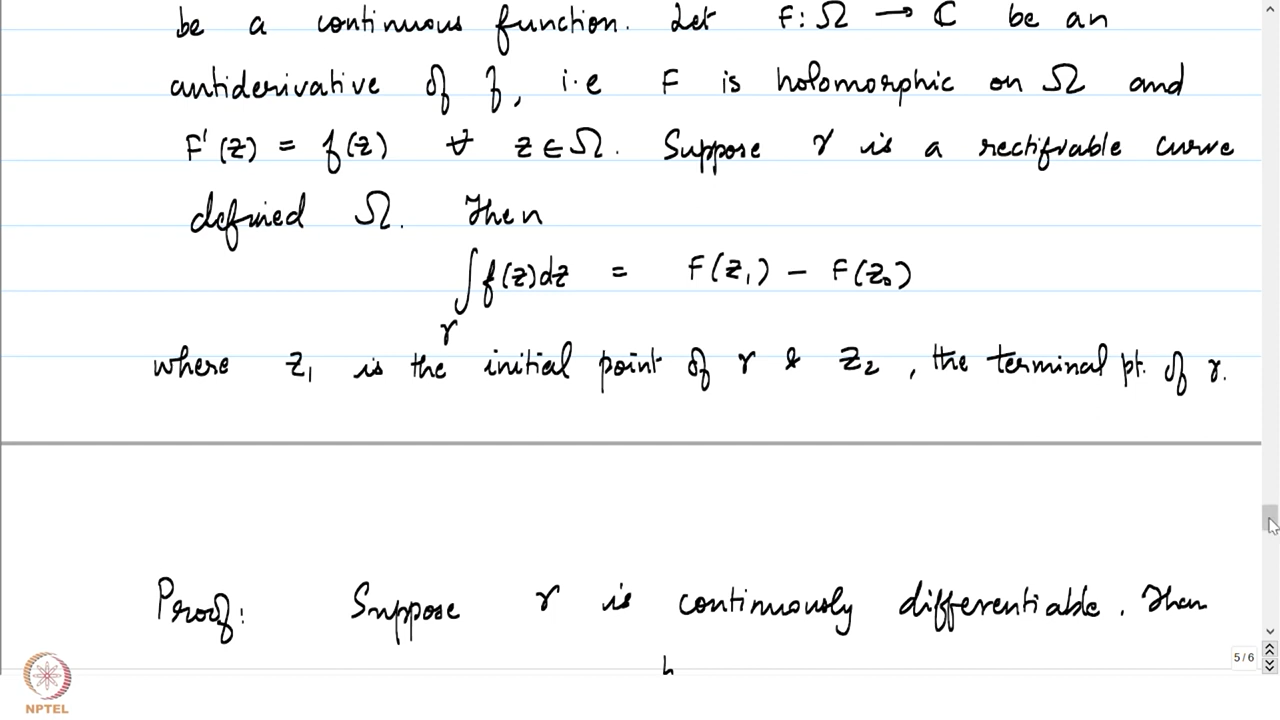 be a continuous function. Let F: Ω → ℂ be an
antiderivative of f, i.e F is holomorphic on Ω and
F'(z) = f(z) ∀ z ∈ Ω. Suppose γ is a rectifiable curve
defined Ω. Then
∫_γ f(z)dz = F(z₁) - F(z₀)
where z₁ is the initial point of γ & z₂, the terminal pt. of γ.
Proof: Suppose γ is continuously differentiable. Then
5 / 6
NPTEL